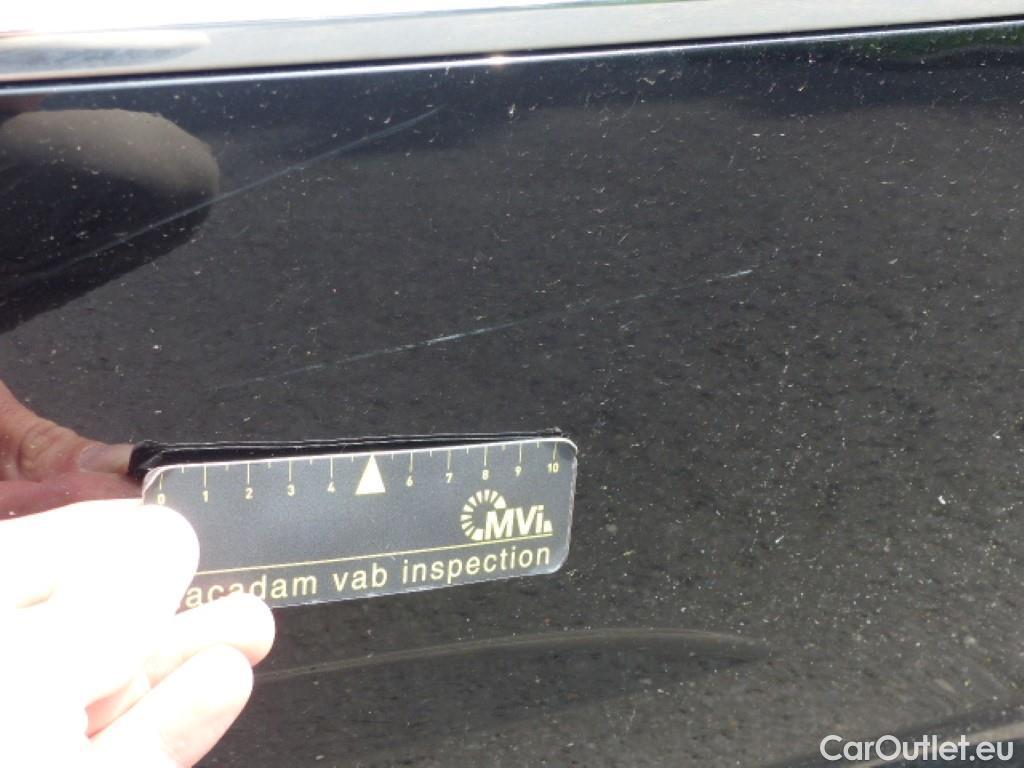 0 1 2 3 4 6 7 8 9 10
MVi
acadam vab inspection
CarOutlet.eu